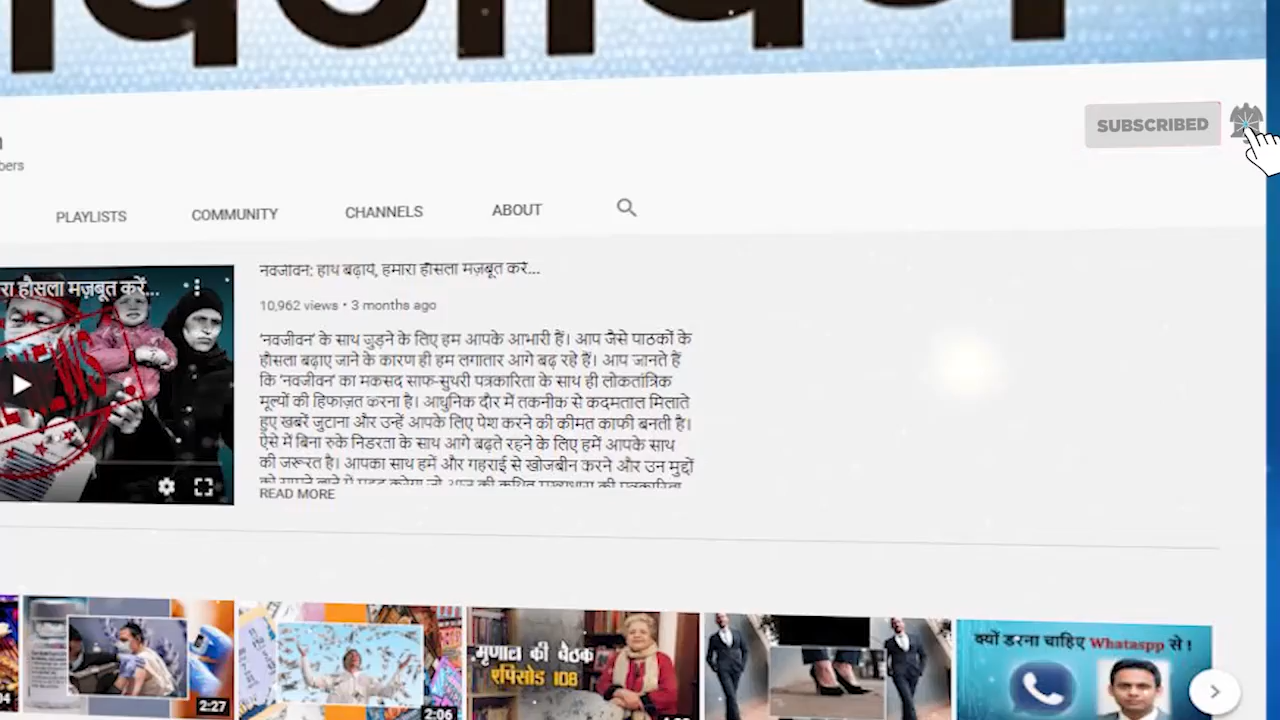 SUBSCRIBED
PLAYLISTS COMMUNITY CHANNELS ABOUT
नवजीवन: हाथ बढ़ायें, हमारा हौसला मज़बूत करें...
10,962 views • 3 months ago
रा हौसला मज़बूत करें...
'नवजीवन' के साथ जुड़ने के लिए हम आपके आभारी हैं। आप जैसे पाठकों के
हौसला बढ़ाए जाने के कारण ही हम लगातार आगे बढ़ रहे हैं। आप जानते हैं
कि 'नवजीवन' का मकसद साफ-सुथरी पत्रकारिता के साथ ही लोकतांत्रिक
मूल्यों की हिफाज़त करना है। आधुनिक दौर में तकनीक से कदमताल मिलाते
हुए खबरें जुटाना और उन्हें आपके लिए पेश करने की कीमत काफी बनती है।
ऐसे में बिना रुके निडरता के साथ आगे बढ़ते रहने के लिए हमें आपके साथ
की जरूरत है। आपका साथ हमें और गहराई से खोजबीन करने और उन मुद्दों
READ MORE
2:27
2:06
मृणाल की बैठक
एपिसोड 108
क्यों डरना चाहिए Whataspp से !